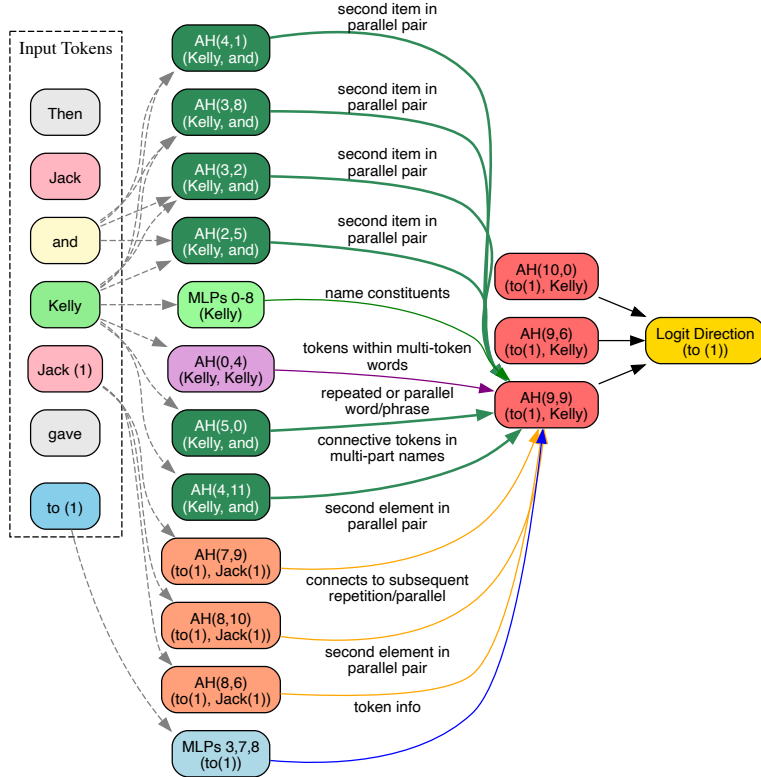 Input Tokens
Then
Jack
and
Kelly
Jack (1)
gave
to (1)
AH(4,1)
(Kelly, and)
AH(3,8)
(Kelly, and)
AH(3,2)
(Kelly, and)
AH(2,5)
(Kelly, and)
MLPs 0-8
(Kelly)
AH(0,4)
(Kelly, Kelly)
AH(5,0)
(Kelly, and)
AH(4,11)
(Kelly, and)
AH(7,9)
(to(1), Jack(1))
AH(8,10)
(to(1), Jack(1))
AH(8,6)
(to(1), Jack(1))
MLPs 3,7,8
(to(1))
second item in
parallel pair
second item in
parallel pair
second item in
parallel pair
second item in
parallel pair
name constituents
tokens within multi-token
words
repeated or parallel
word/phrase
connective tokens in
multi-part names
second element in
parallel pair
connects to subsequent
repetition/parallel
second element in
parallel pair
token info
AH(10,0)
(to(1), Kelly)
AH(9,6)
(to(1), Kelly)
AH(9,9)
(to(1), Kelly)
Logit Direction
(to (1))